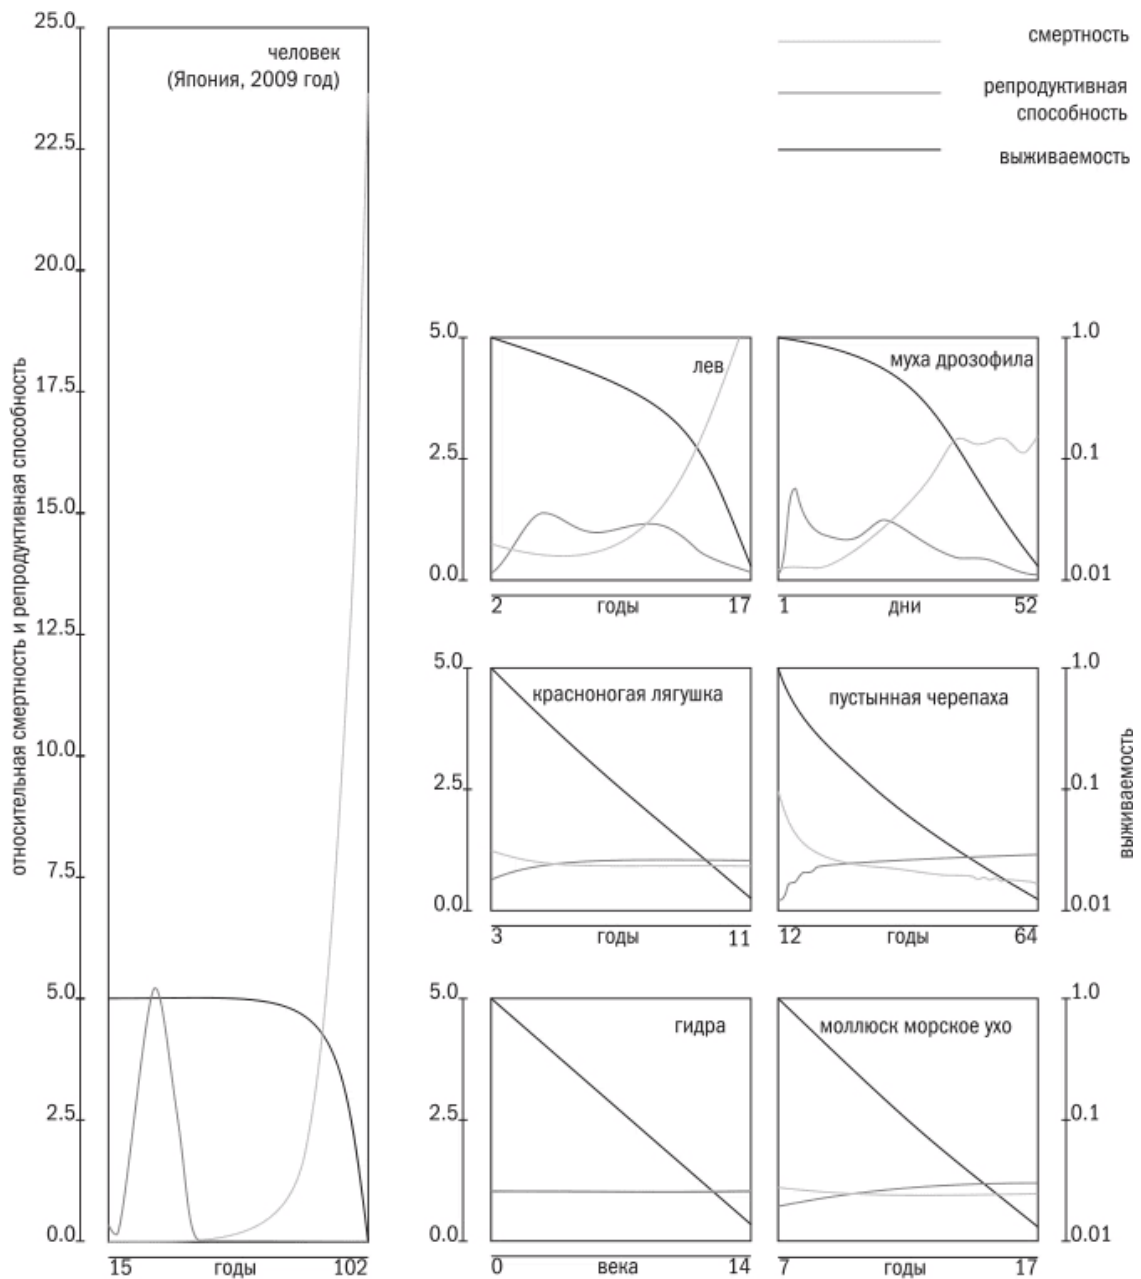 25.0
22.5
20.0
17.5
15.0
12.5
10.0
7.5
5.0
2.5
0.0
относительная смертность и репродуктивная способность
человек
(Япония, 2009 год)
15 годы 102
смертность
репродуктивная
способность
выживаемость
5.0
2.5
0.0
лев
2 годы 17
муха дрозофила
1 дни 52
1.0
0.1
0.01
5.0
2.5
0.0
красноногая лягушка
3 годы 11
пустынная черепаха
12 годы 64
1.0
0.1
0.01
выживаемость
5.0
2.5
0.0
гидра
0 века 14
моллюск морское ухо
7 годы 17
1.0
0.1
0.01